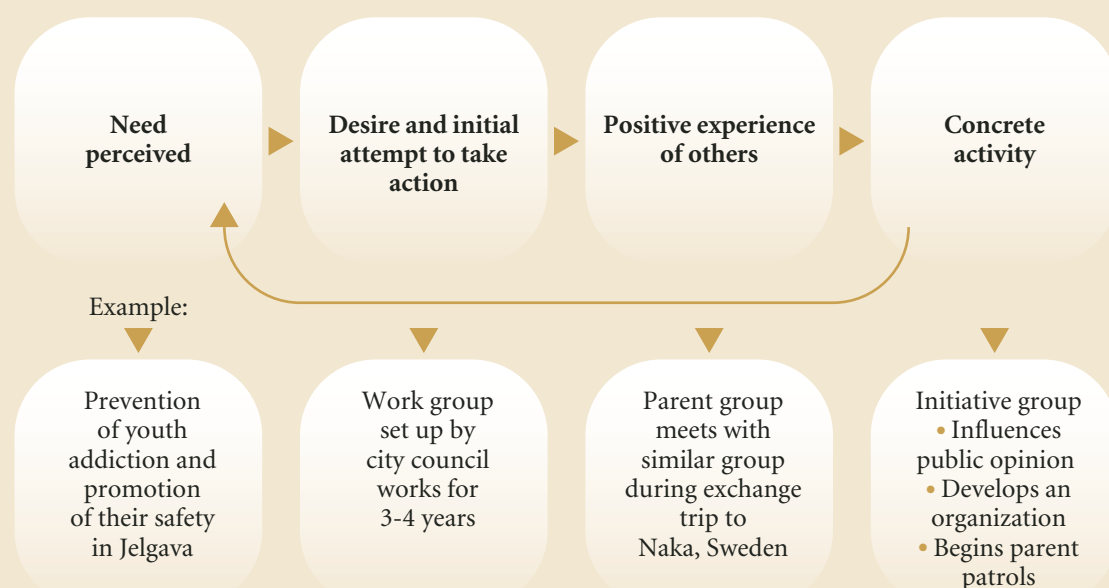 Need
perceived
Desire and initial
attempt to take
action
Positive experience
of others
Concrete
activity
Example:
Prevention
of youth
addiction and
promotion
of their safety
in Jelgava
Work group
set up by
city council
works for
3-4 years
Parent group
meets with
similar group
during exchange
trip to
Naka, Sweden
Initiative group
• Influences
public opinion
• Develops an
organization
• Begins parent
patrols